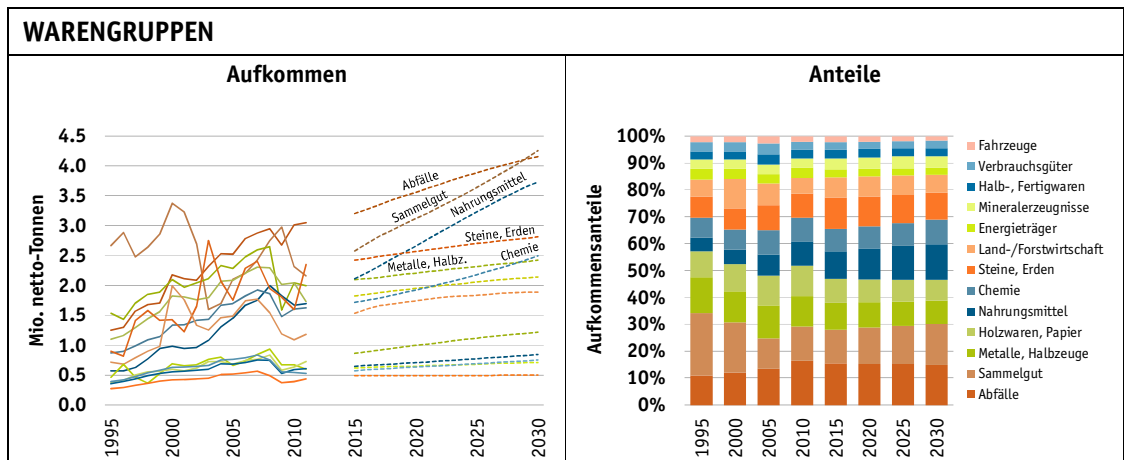 WARENGRUPPEN
Aufkommen
Mio. netto-Tonnen
4.5
4.0
3.5
3.0
2.5
2.0
1.5
1.0
0.5
0.0
1995
2000
2005
2010
2015
2020
2025
2030
Abfälle
Sammelgut
Nahrungsmittel
Steine, Erden
Metalle, Halbz.
Chemie
Anteile
Aufkommensanteile
100%
90%
80%
70%
60%
50%
40%
30%
20%
10%
0%
1995
2000
2005
2010
2015
2020
2025
2030
Fahrzeuge
Verbrauchsgüter
Halb-, Fertigwaren
Mineralerzeugnisse
Energieträger
Land-/Forstwirtschaft
Steine, Erden
Chemie
Nahrungsmittel
Holzwaren, Papier
Metalle, Halbzeuge
Sammelgut
Abfälle